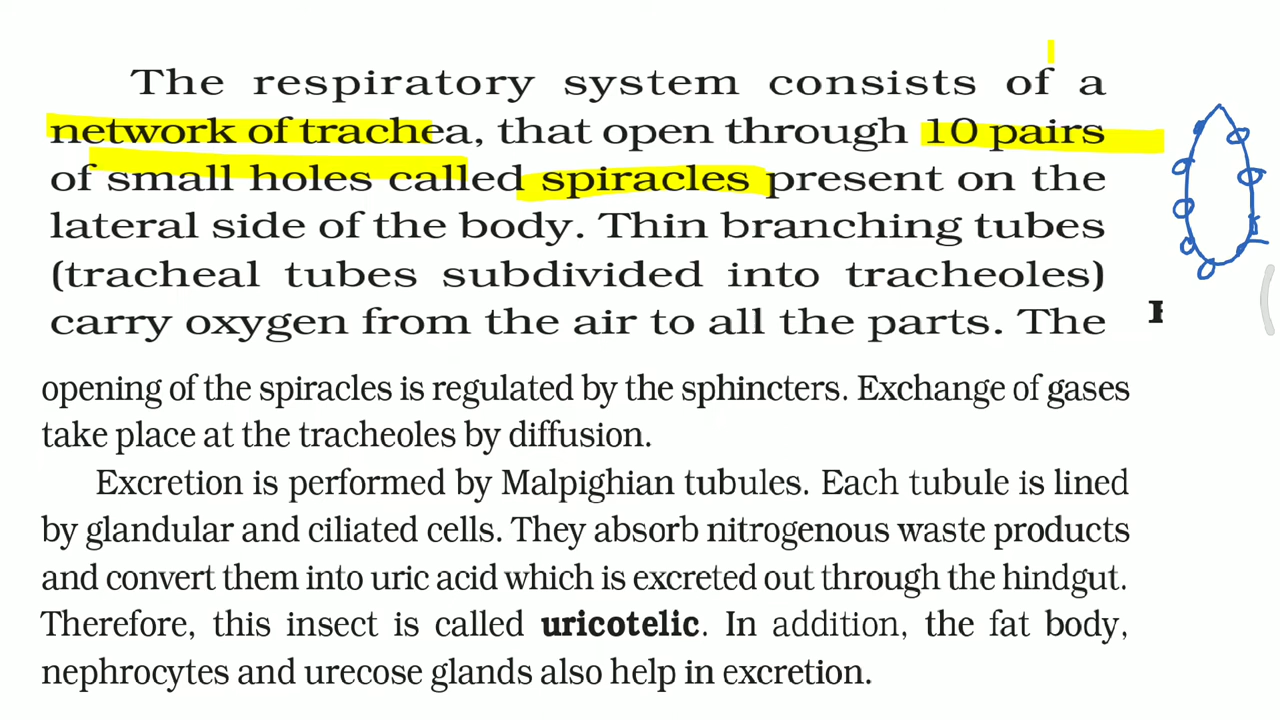 The respiratory system consists of a
network of trachea, that open through 10 pairs
of small holes called spiracles present on the
lateral side of the body. Thin branching tubes
(tracheal tubes subdivided into tracheoles)
carry oxygen from the air to all the parts. The
opening of the spiracles is regulated by the sphincters. Exchange of gases
take place at the tracheoles by diffusion.
Excretion is performed by Malpighian tubules. Each tubule is lined
by glandular and ciliated cells. They absorb nitrogenous waste products
and convert them into uric acid which is excreted out through the hindgut.
Therefore, this insect is called uricotelic. In addition, the fat body,
nephrocytes and urecose glands also help in excretion.